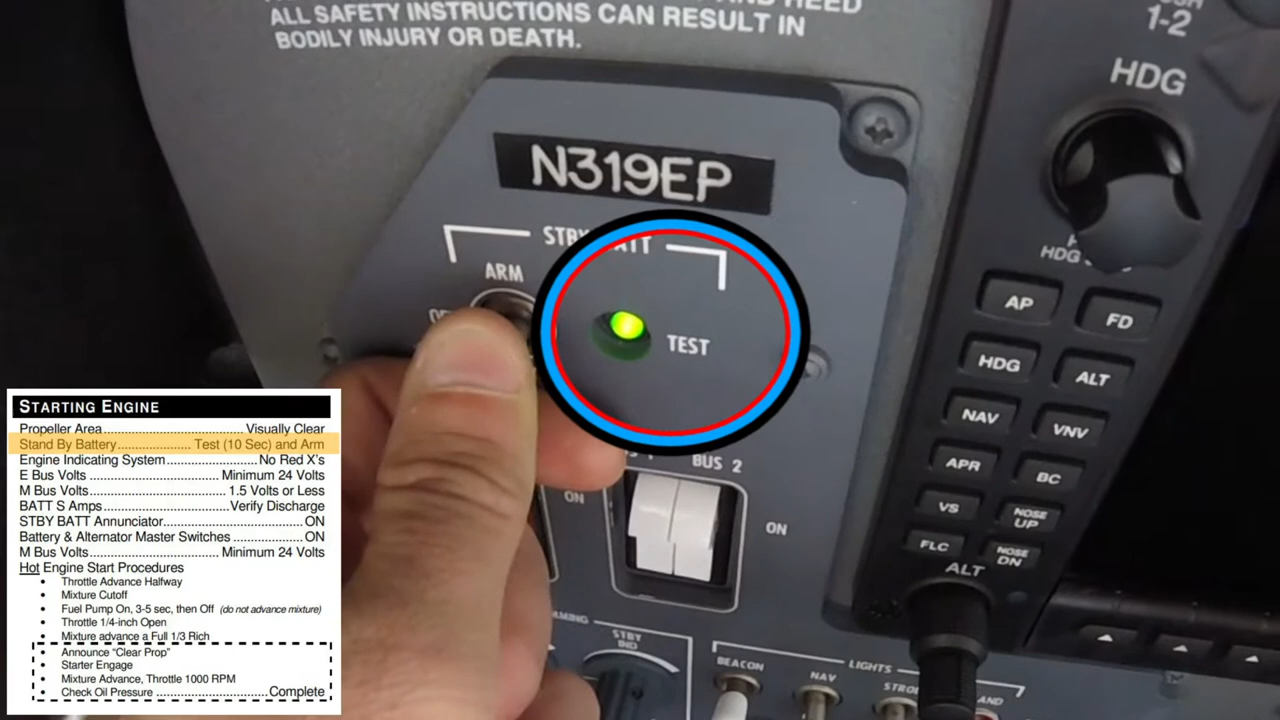 ALL SAFETY INSTRUCTIONS CAN RESULT IN
BODILY INJURY OR DEATH.
1-2
HDG
N319EP
ARM
TEST
HDG
AP
FD
HDG
ALT
NAV
VNV
APR
BC
VS
NOSE UP
FLC
NOSE DN
ALT
BUS 2
ON
ON
STBY
IND
BEACON
LIGHTS
NAV
STARTING ENGINE
Propeller Area Visually Clear
Stand By Battery Test (10 Sec) and Arm
Engine Indicating System No Red X's
E Bus Volts Minimum 24 Volts
M Bus Volts 1.5 Volts or Less
BATT S Amps Verify Discharge
STBY BATT Annunciator ON
Battery & Alternator Master Switches ON
M Bus Volts Minimum 24 Volts
Hot Engine Start Procedures
• Throttle Advance Halfway
• Mixture Cutoff
• Fuel Pump On, 3-5 sec, then Off (do not advance mixture)
• Throttle 1/4-inch Open
• Mixture advance a Full 1/3 Rich
• Announce "Clear Prop"
• Starter Engage
• Mixture Advance, Throttle 1000 RPM
• Check Oil Pressure Complete